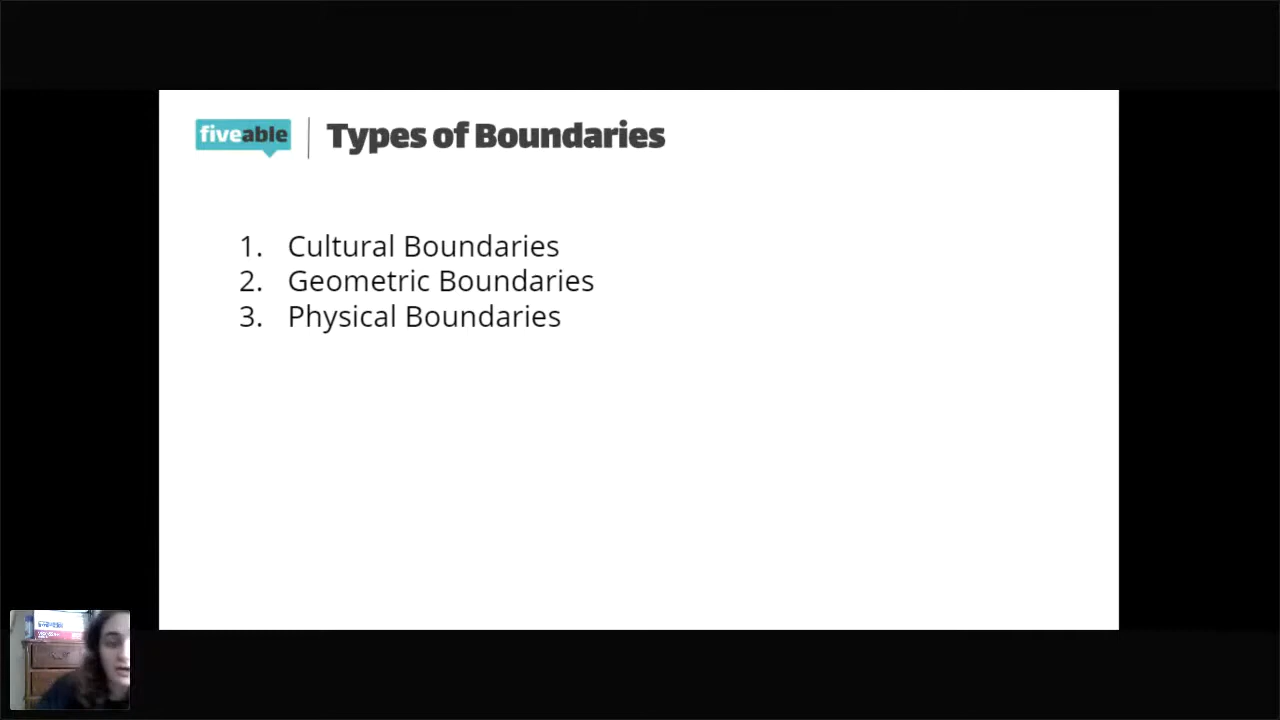 fiveable
Types of Boundaries
1. Cultural Boundaries
2. Geometric Boundaries
3. Physical Boundaries